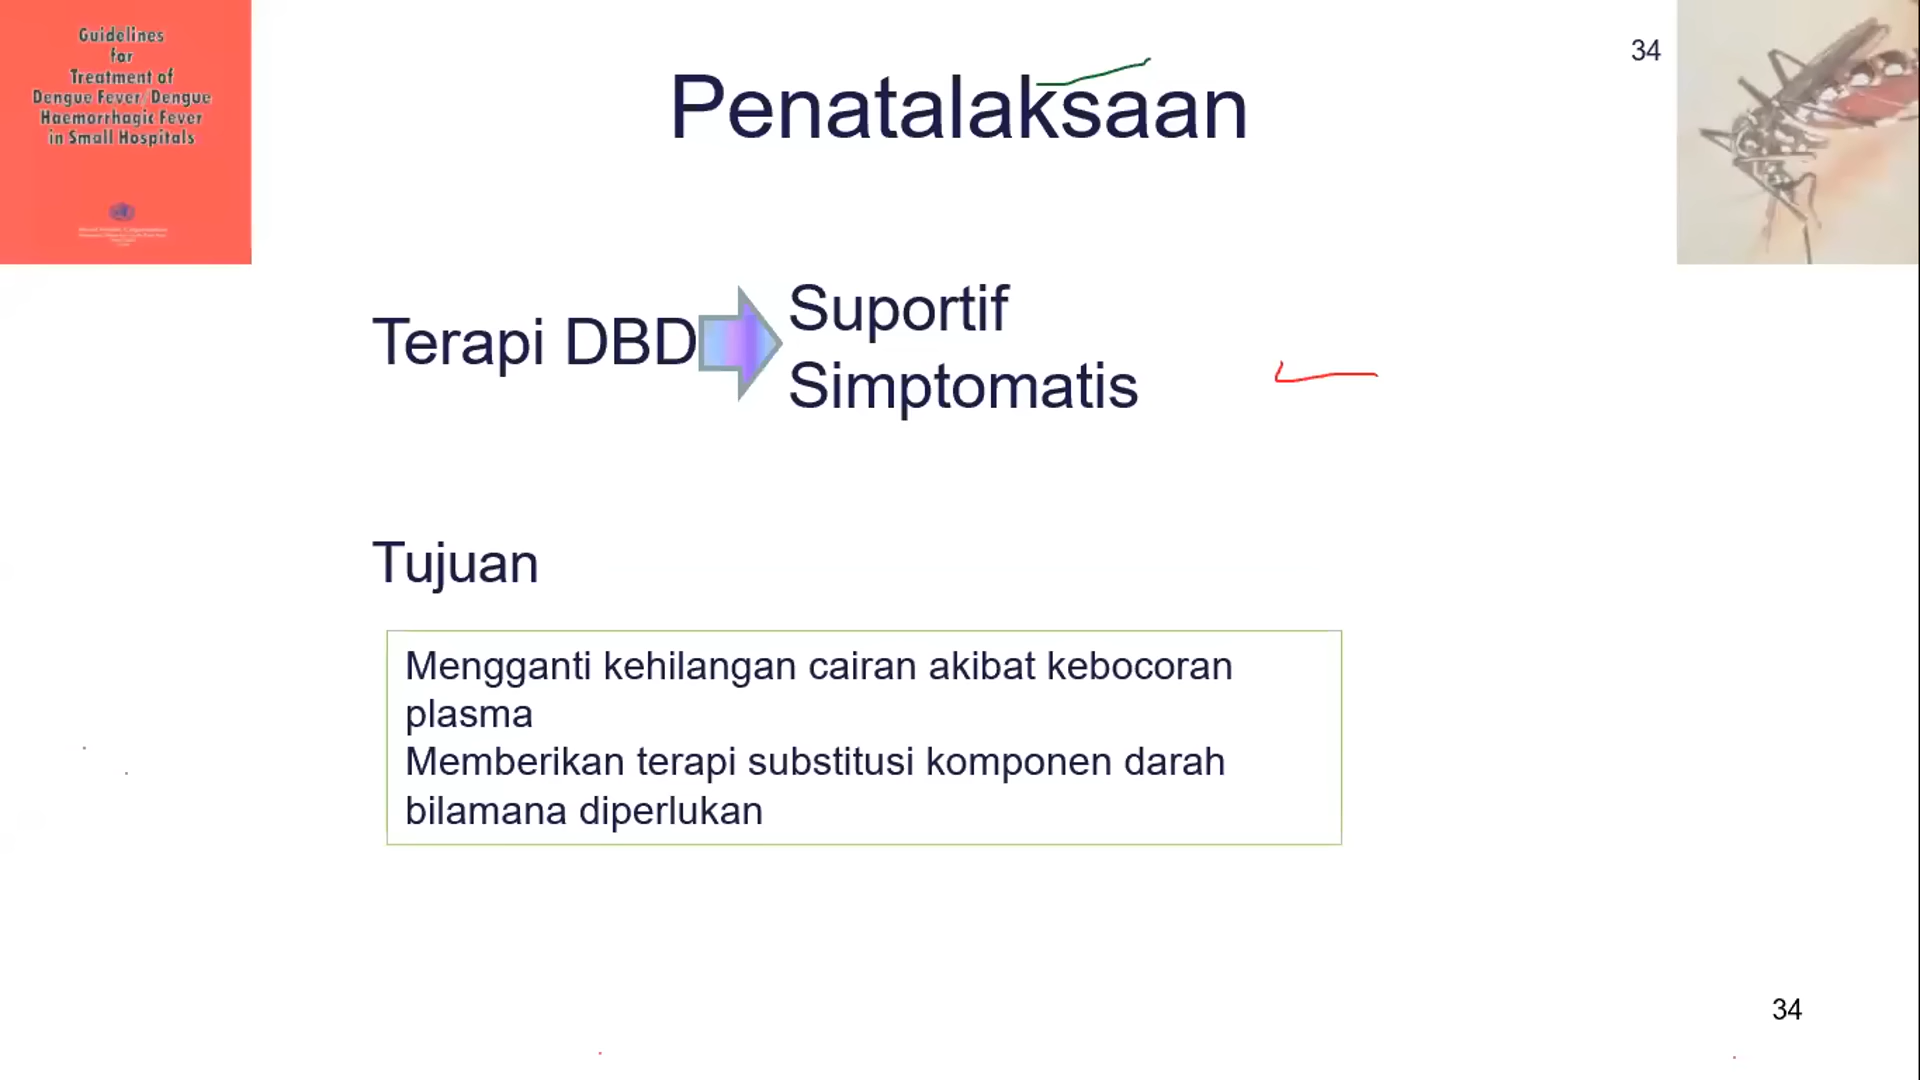 Guidelines
for
Treatment of
Dengue Fever/Dengue
Haemorrhagic Fever
in Small Hospitals
34
Penatalaksaan
Terapi DBD
Suportif
Simptomatis
Tujuan
Mengganti kehilangan cairan akibat kebocoran
plasma
Memberikan terapi substitusi komponen darah
bilamana diperlukan
34